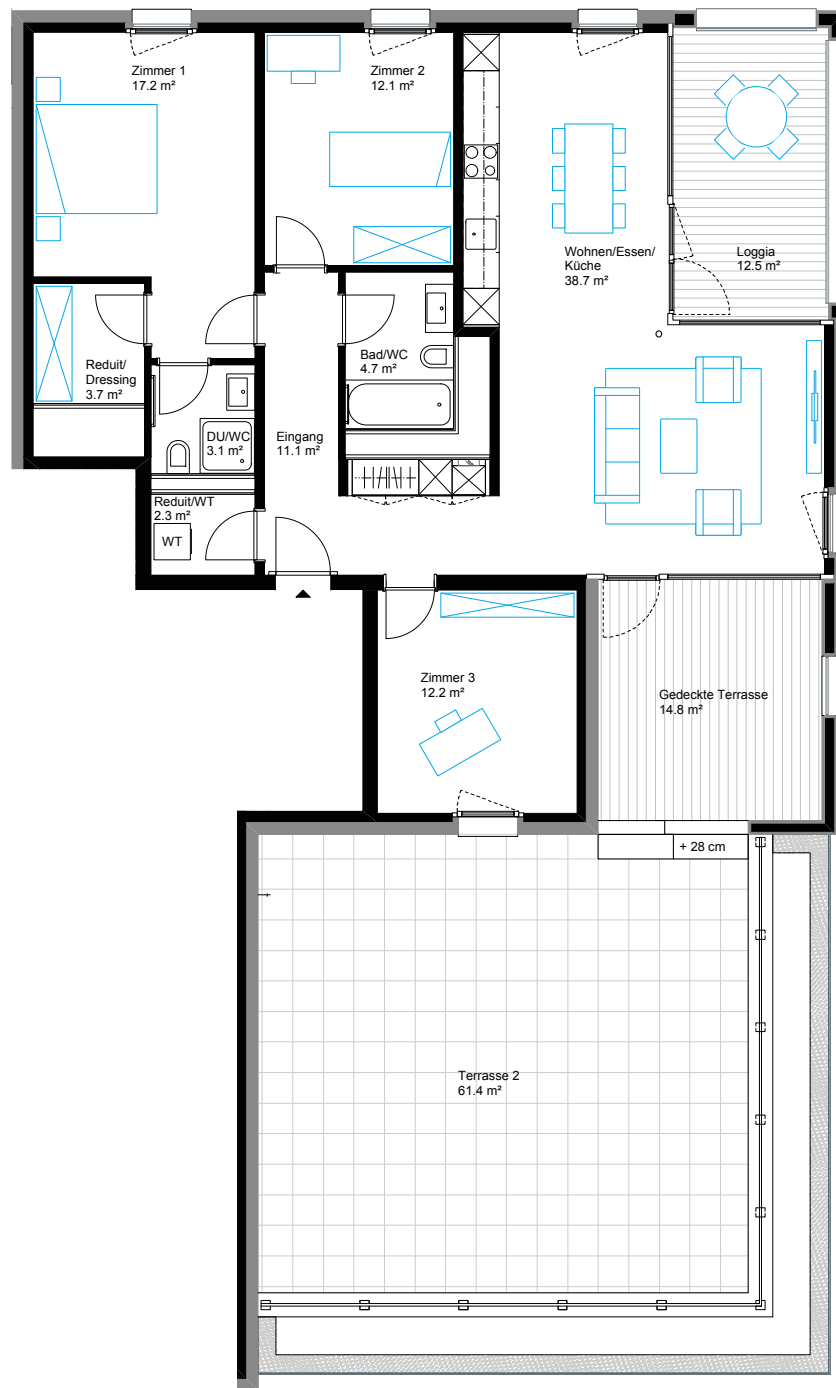 Zimmer 1
17.2 m²
Zimmer 2
12.1 m²
Wohnen/Essen/
Küche
38.7 m²
Loggia
12.5 m²
Reduit/
Dressing
3.7 m²
Bad/WC
4.7 m²
DU/WC
3.1 m²
Eingang
11.1 m²
Reduit/WT
2.3 m²
WT
Zimmer 3
12.2 m²
Gedeckte Terrasse
14.8 m²
+ 28 cm
Terrasse 2
61.4 m²